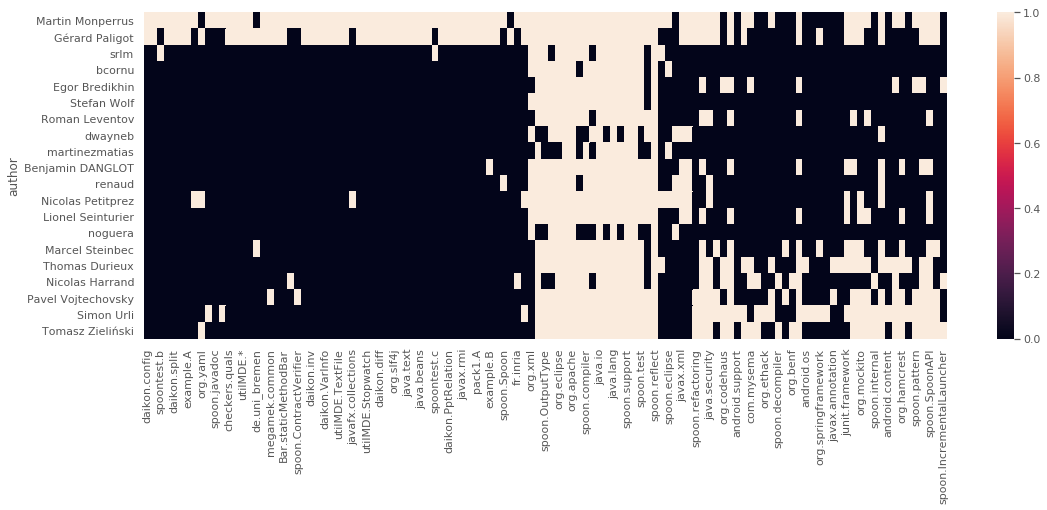 author
Martin Monperrus
Gérard Paligot
srlm
bcornu
Egor Bredikhin
Stefan Wolf
Roman Leventov
dwayneb
martinezmatias
Benjamin DANGLOT
renaud
Nicolas Petitprez
Lionel Seinturier
noguera
Marcel Steinbec
Thomas Durieux
Nicolas Harrand
Pavel Vojtechovsky
Simon Urli
Tomasz Zieliński
daikon.config
spoontest.b
daikon.split
example.A
org.yaml
spoon.javadoc
checkers.quals
utilMDE.*
de.uni_bremen
megamek.common
Bar.staticMethodBar
spoon.ContractVerifier
daikon.inv
daikon.VarInfo
utilMDE.TextFile
javafx.collections
utilMDE.Stopwatch
daikon.diff
org.slf4j
java.text
java.beans
spoontest.c
daikon.PptRelation
javax.rmi
pack1.A
example.B
spoon.Spoon
fr.inria
org.xml
spoon.OutputType
org.eclipse
org.apache
spoon.compiler
java.io
java.lang
spoon.support
spoon.test
spoon.reflect
spoon.eclipse
javax.xml
spoon.refactoring
java.security
org.codehaus
android.support
com.mysema
org.ethack
spoon.decompiler
org.benf
android.os
org.springframework
javax.annotation
junit.framework
org.mockito
spoon.internal
android.content
org.hamcrest
spoon.pattern
spoon.SpoonAPI
spoon.IncrementalLauncher
1.0
0.8
0.6
0.4
0.2
0.0